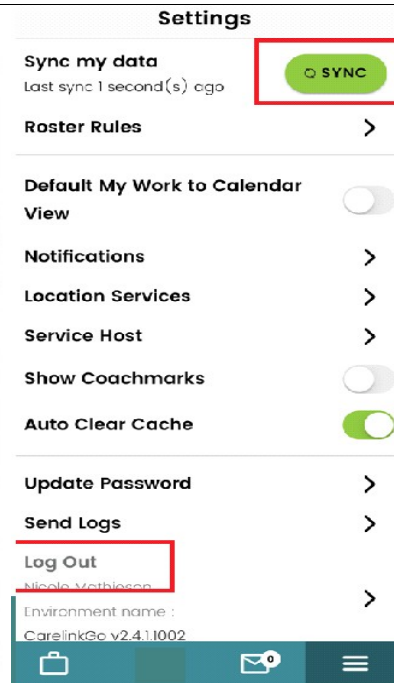 Settings
Sync my data
SYNC
Last sync 1 second(s) ago
Roster Rules
Default My Work to Calendar
View
Notifications
Location Services
Service Host
Show Coachmarks
Auto Clear Cache
Update Password
Send Logs
Log Out
Nicole Mathieson
Environment name :
CarelinkGo v2.4.1.1002
0